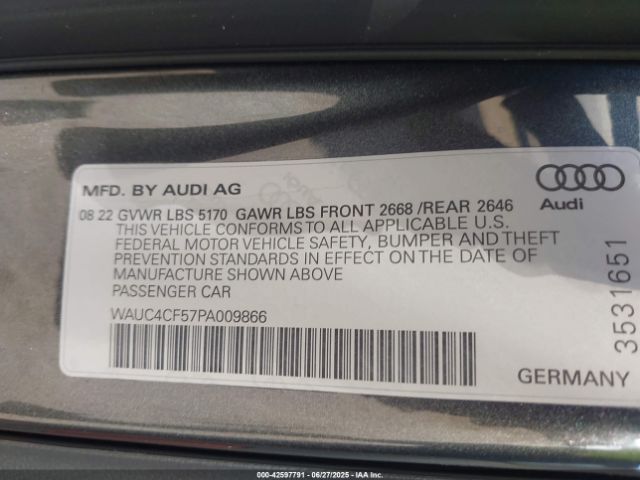 MFD. BY AUDI AG
Audi
08 22 GVWR LBS 5170 GAWR LBS FRONT 2668 /REAR 2646
THIS VEHICLE CONFORMS TO ALL APPLICABLE U.S.
FEDERAL MOTOR VEHICLE SAFETY, BUMPER AND THEFT
PREVENTION STANDARDS IN EFFECT ON THE DATE OF
MANUFACTURE SHOWN ABOVE
PASSENGER CAR
WAUC4CF57PA009866
3531651
GERMANY
000-42597791 - 06/27/2025 - IAA Inc.